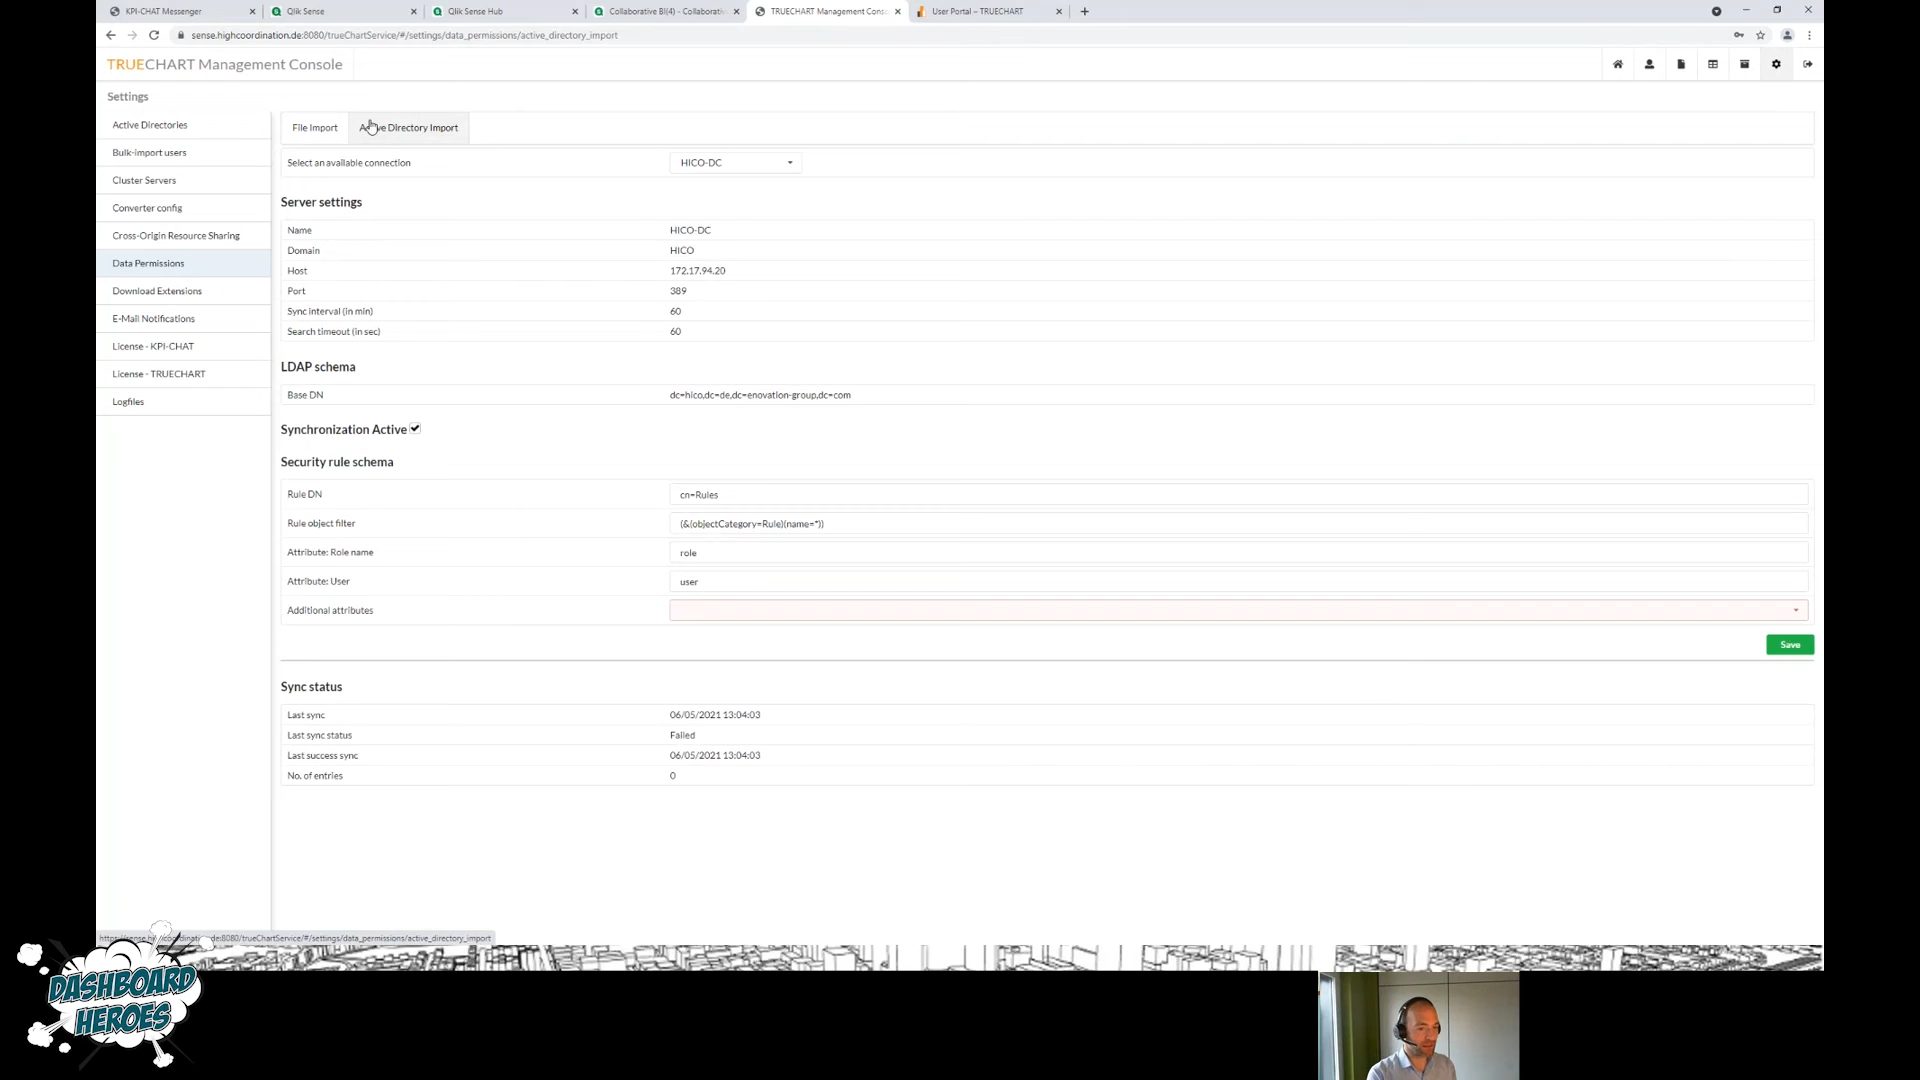 KPI-CHAT Messenger
Qlik Sense
Qlik Sense Hub
Collaborative BI(4) - Collaborati
TRUECHART Management Conso
User Portal – TRUECHART
sense.highcoordination.de:8080/trueChartService/#/settings/data_permissions/active_directory_import
TRUECHART Management Console
Settings
Active Directories
Bulk-import users
Cluster Servers
Converter config
Cross-Origin Resource Sharing
Data Permissions
Download Extensions
E-Mail Notifications
License - KPI-CHAT
License - TRUECHART
Logfiles
File Import
Active Directory Import
Select an available connection
HICO-DC
Server settings
Name HICO-DC
Domain HICO
Host 172.17.94.20
Port 389
Sync interval (in min) 60
Search timeout (in sec) 60
LDAP schema
Base DN dc=hico,dc=de,dc=enovation-group,dc=com
Synchronization Active
Security rule schema
Rule DN cn=Rules
Rule object filter (&(objectCategory=Rule)(name=*))
Attribute: Role name role
Attribute: User user
Additional attributes
Save
Sync status
Last sync 06/05/2021 13:04:03
Last sync status Failed
Last success sync 06/05/2021 13:04:03
No. of entries 0
DASHBOARD
HEROES